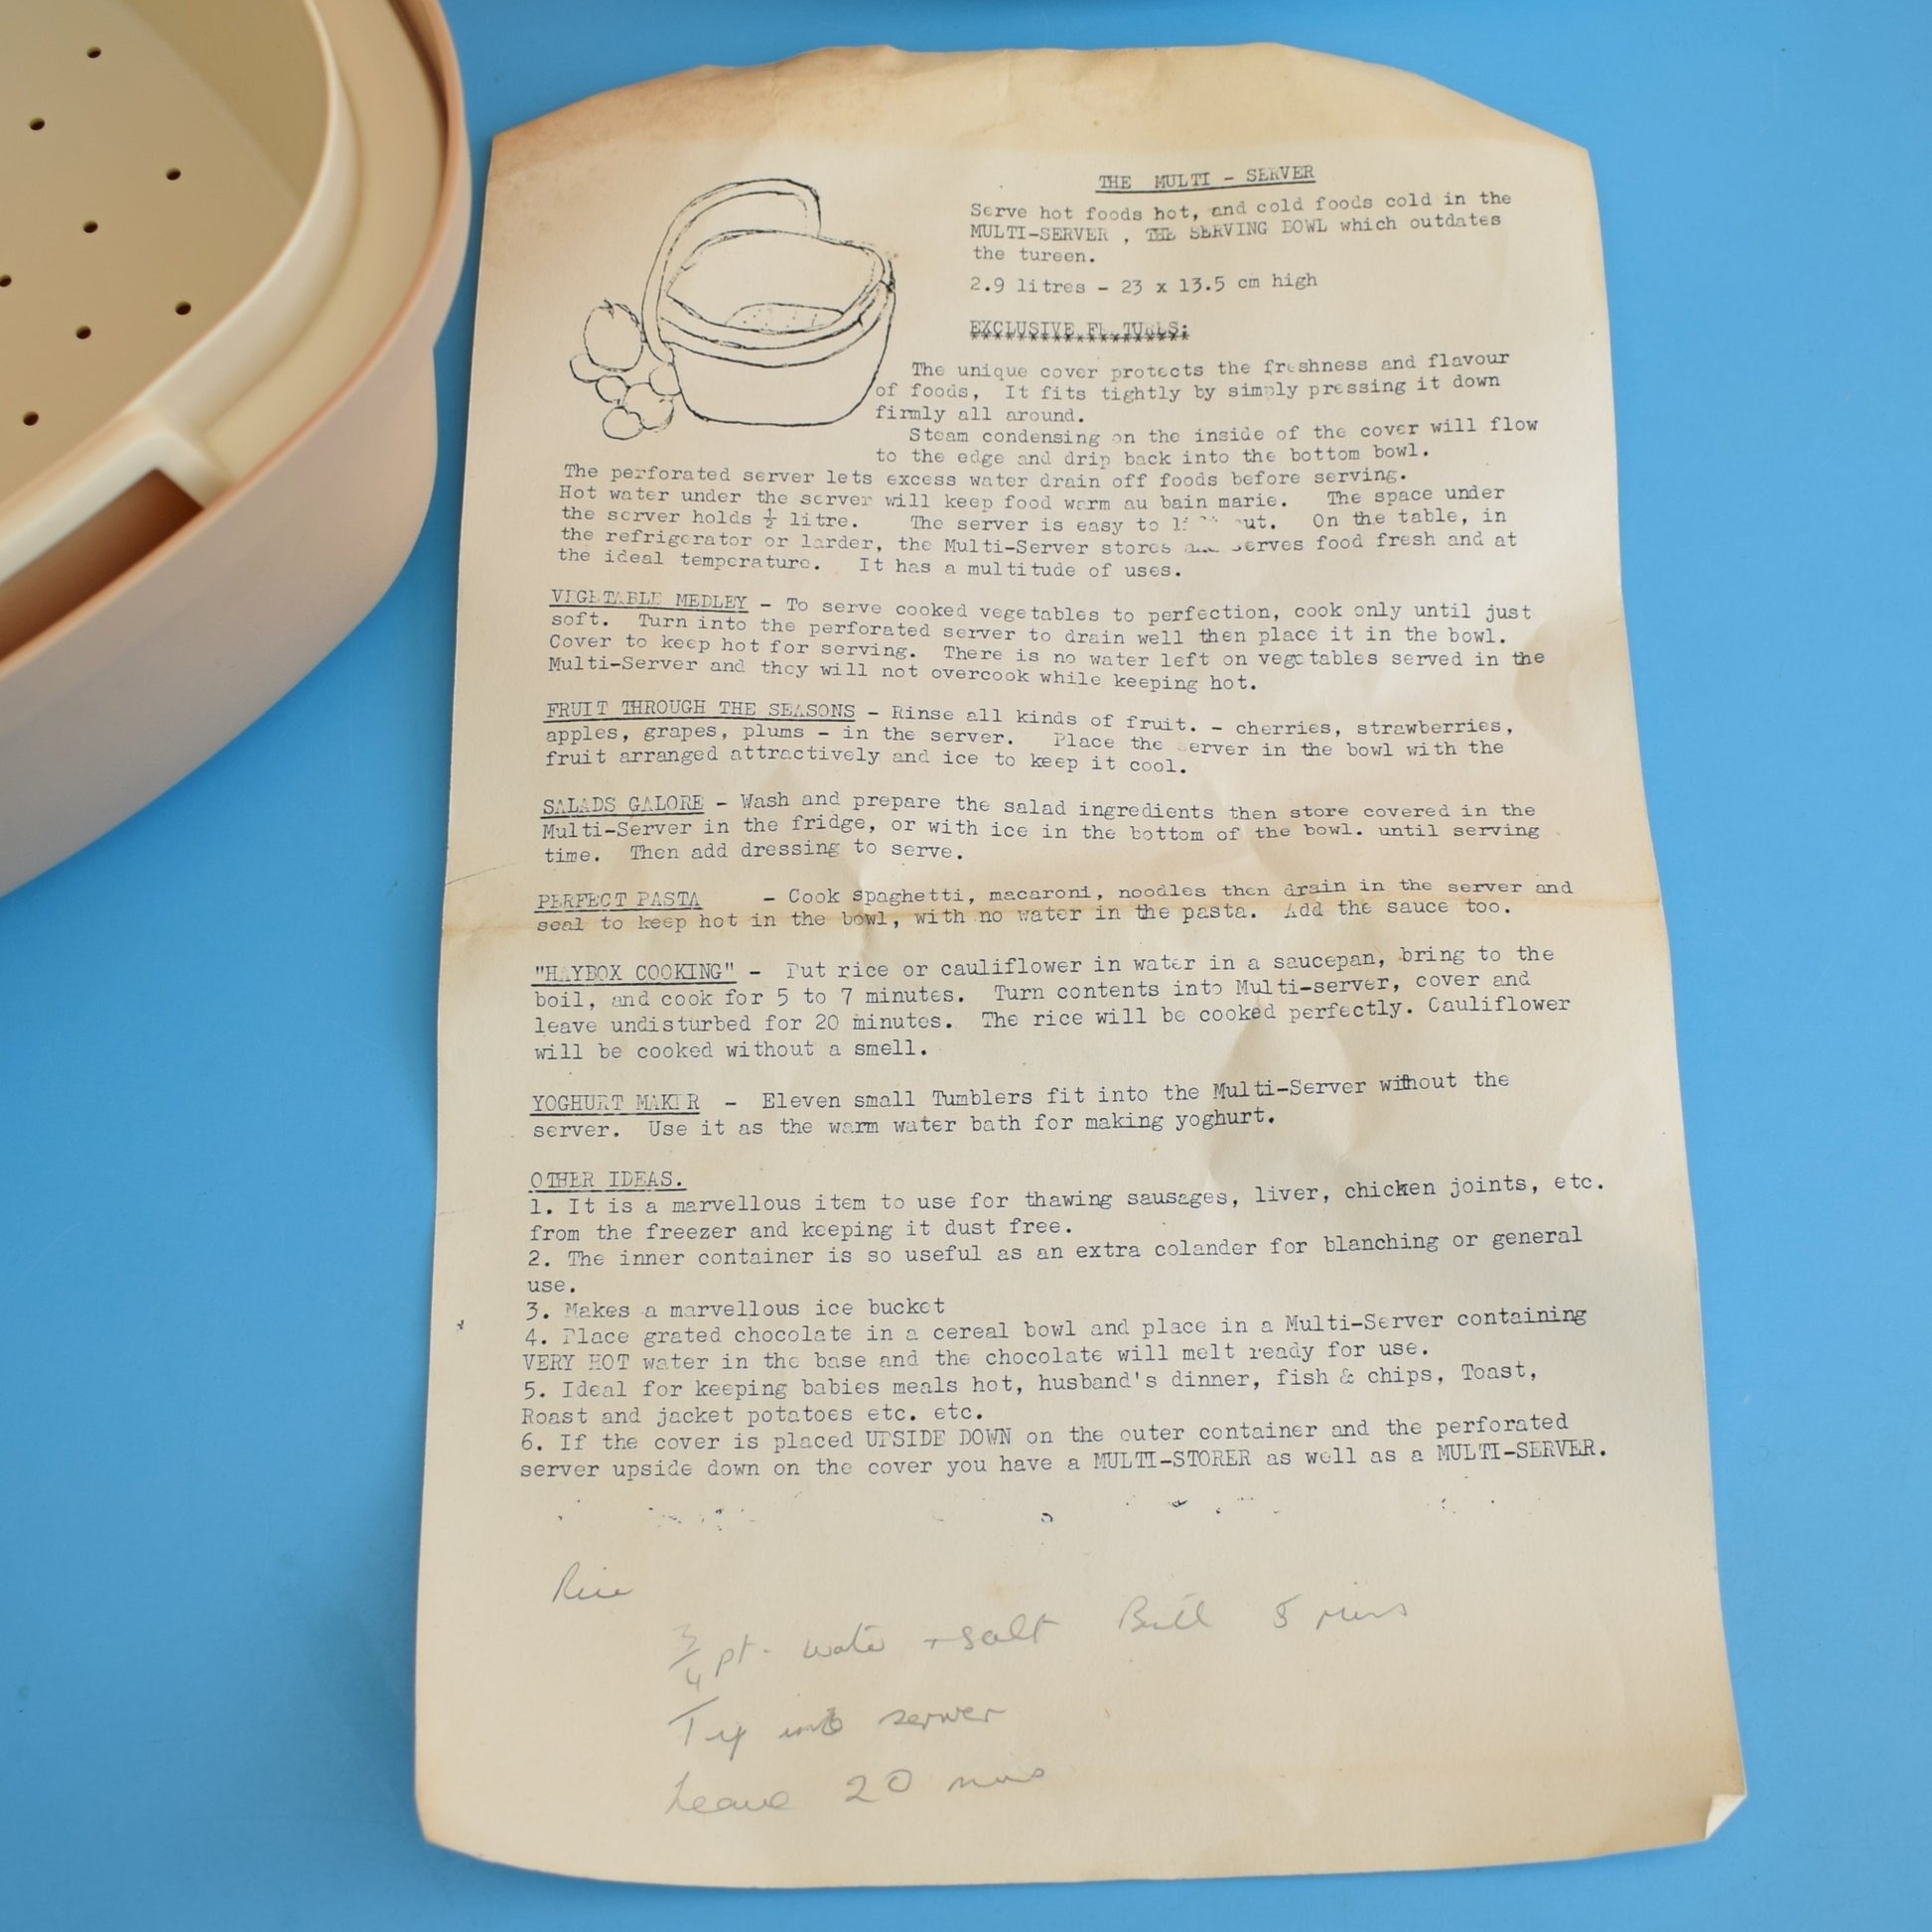 THE MULTI - SERVER
Serve hot foods hot, and cold foods cold in the
MULTI-SERVER , THE SERVING BOWL which outdates
the tureen.
2.9 litres - 23 x 13.5 cm high
EXCLUSIVE
The unique cover protects the freshness and flavour
of foods, It fits tightly by simply pressing it down
firmly all around.
Steam condensing on the inside of the cover will flow
to the edge and drip back into the bottom bowl.
The perforated server lets excess water drain off foods before serving.
Hot water under the server will keep food warm au bain marie. The space under
the server holds ½ litre. The server is easy to On the table, in
the refrigerator or larder, the Multi-Server stores serves food fresh and at
the ideal temperature. It has a multitude of uses.
VEGETABLE MEDLEY - To serve cooked vegetables to perfection, cook only until just
soft. Turn into the perforated server to drain well then place it in the bowl.
Cover to keep hot for serving. There is no water left on vegetables served in the
Multi-Server and they will not overcook while keeping hot.
FRUIT THROUGH THE SEASONS - Rinse all kinds of fruit. - cherries, strawberries,
apples, grapes, plums - in the server. Place the server in the bowl with the
fruit arranged attractively and ice to keep it cool.
SALADS GALORE - Wash and prepare the salad ingredients then store covered in the
Multi-Server in the fridge, or with ice in the bottom of the bowl. until serving
time. Then add dressing to serve.
PERFECT PASTA - Cook spaghetti, macaroni, noodles then drain in the server and
seal to keep hot in the bowl, with no water in the pasta. Add the sauce too.
"HAYBOX COOKING" - Put rice or cauliflower in water in a saucepan, bring to the
boil, and cook for 5 to 7 minutes. Turn contents into Multi-server, cover and
leave undisturbed for 20 minutes. The rice will be cooked perfectly. Cauliflower
will be cooked without a smell.
YOGHURT MAKER - Eleven small Tumblers fit into the Multi-Server without the
server. Use it as the warm water bath for making yoghurt.
OTHER IDEAS.
1. It is a marvellous item to use for thawing sausages, liver, chicken joints, etc.
from the freezer and keeping it dust free.
2. The inner container is so useful as an extra colander for blanching or general
use.
3. Makes a marvellous ice bucket
4. Place grated chocolate in a cereal bowl and place in a Multi-Server containing
VERY HOT water in the base and the chocolate will melt ready for use.
5. Ideal for keeping babies meals hot, husband's dinner, fish & chips, Toast,
Roast and jacket potatoes etc. etc.
6. If the cover is placed UPSIDE DOWN on the outer container and the perforated
server upside down on the cover you have a MULTI-STORER as well as a MULTI-SERVER.
Rice
3/4 pt. water + salt Boil 5 mins
Tip into server
Leave 20 mins